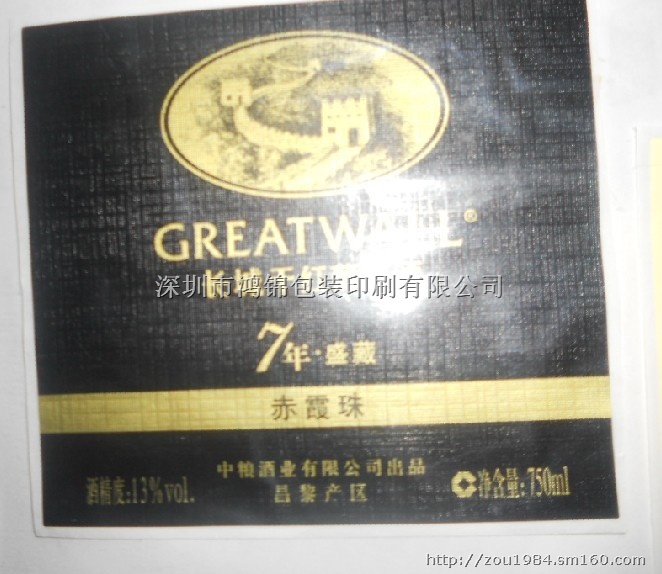 GREATWALL®
深圳市鸿锦包装印刷有限公司
7年·盛藏
赤霞珠
中粮酒业有限公司出品
酒精度:13%vol.
昌黎产区
净含量:750ml
http://zou1984.sm160.com